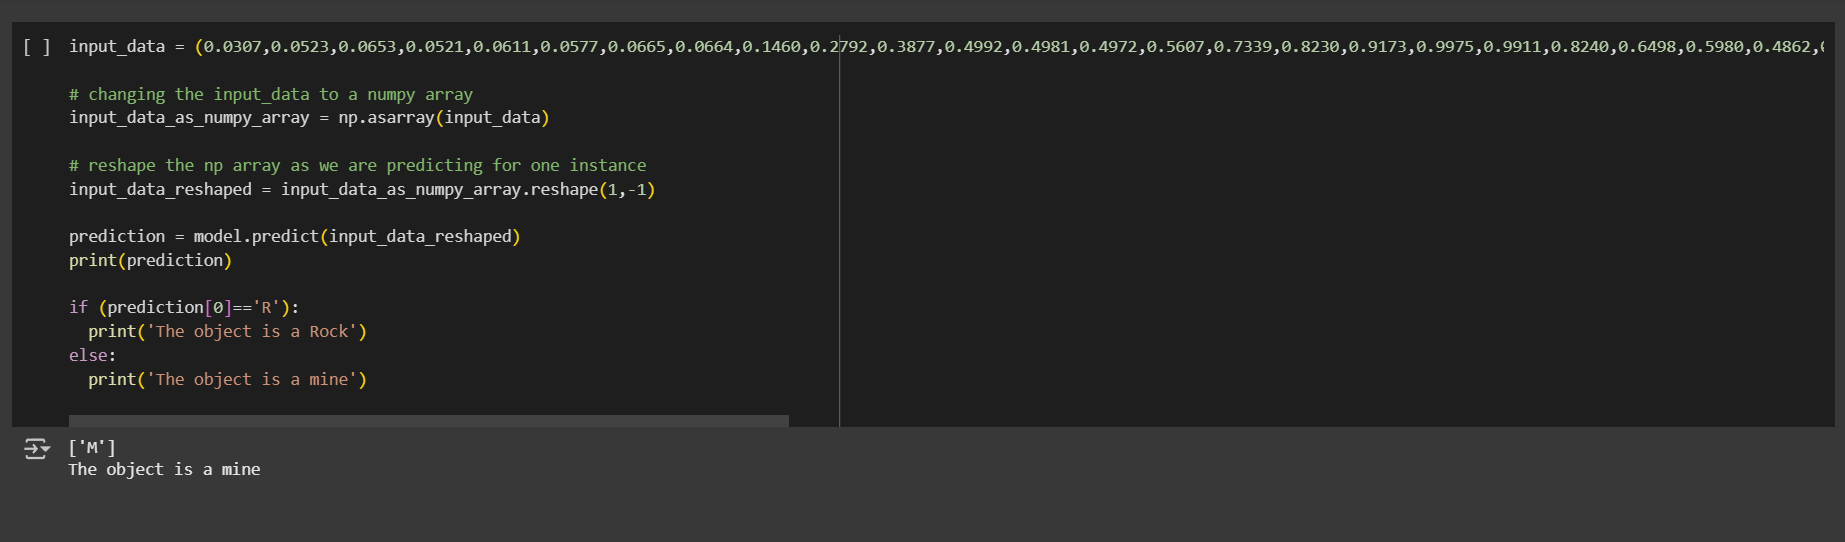 [ ] input_data = (0.0307,0.0523,0.0653,0.0521,0.0611,0.0577,0.0665,0.0664,0.1460,0.2792,0.3877,0.4992,0.4981,0.4972,0.5607,0.7339,0.8230,0.9173,0.9975,0.9911,0.8240,0.6498,0.5980,0.4862,
# changing the input_data to a numpy array
input_data_as_numpy_array = np.asarray(input_data)
# reshape the np array as we are predicting for one instance
input_data_reshaped = input_data_as_numpy_array.reshape(1,-1)
prediction = model.predict(input_data_reshaped)
print(prediction)
if (prediction[0]=='R'):
  print('The object is a Rock')
else:
  print('The object is a mine')
['M']
The object is a mine